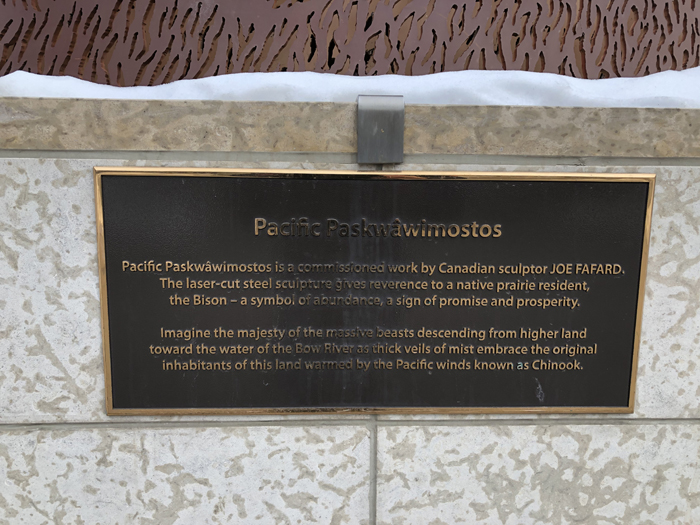 Pacific Paskwâwimostos
Pacific Paskwâwimostos is a commissioned work by Canadian sculptor JOE FAFARD.
The laser-cut steel sculpture gives reverence to a native prairie resident,
the Bison – a symbol of abundance, a sign of promise and prosperity.
Imagine the majesty of the massive beasts descending from higher land
toward the water of the Bow River as thick veils of mist embrace the original
inhabitants of this land warmed by the Pacific winds known as Chinook.